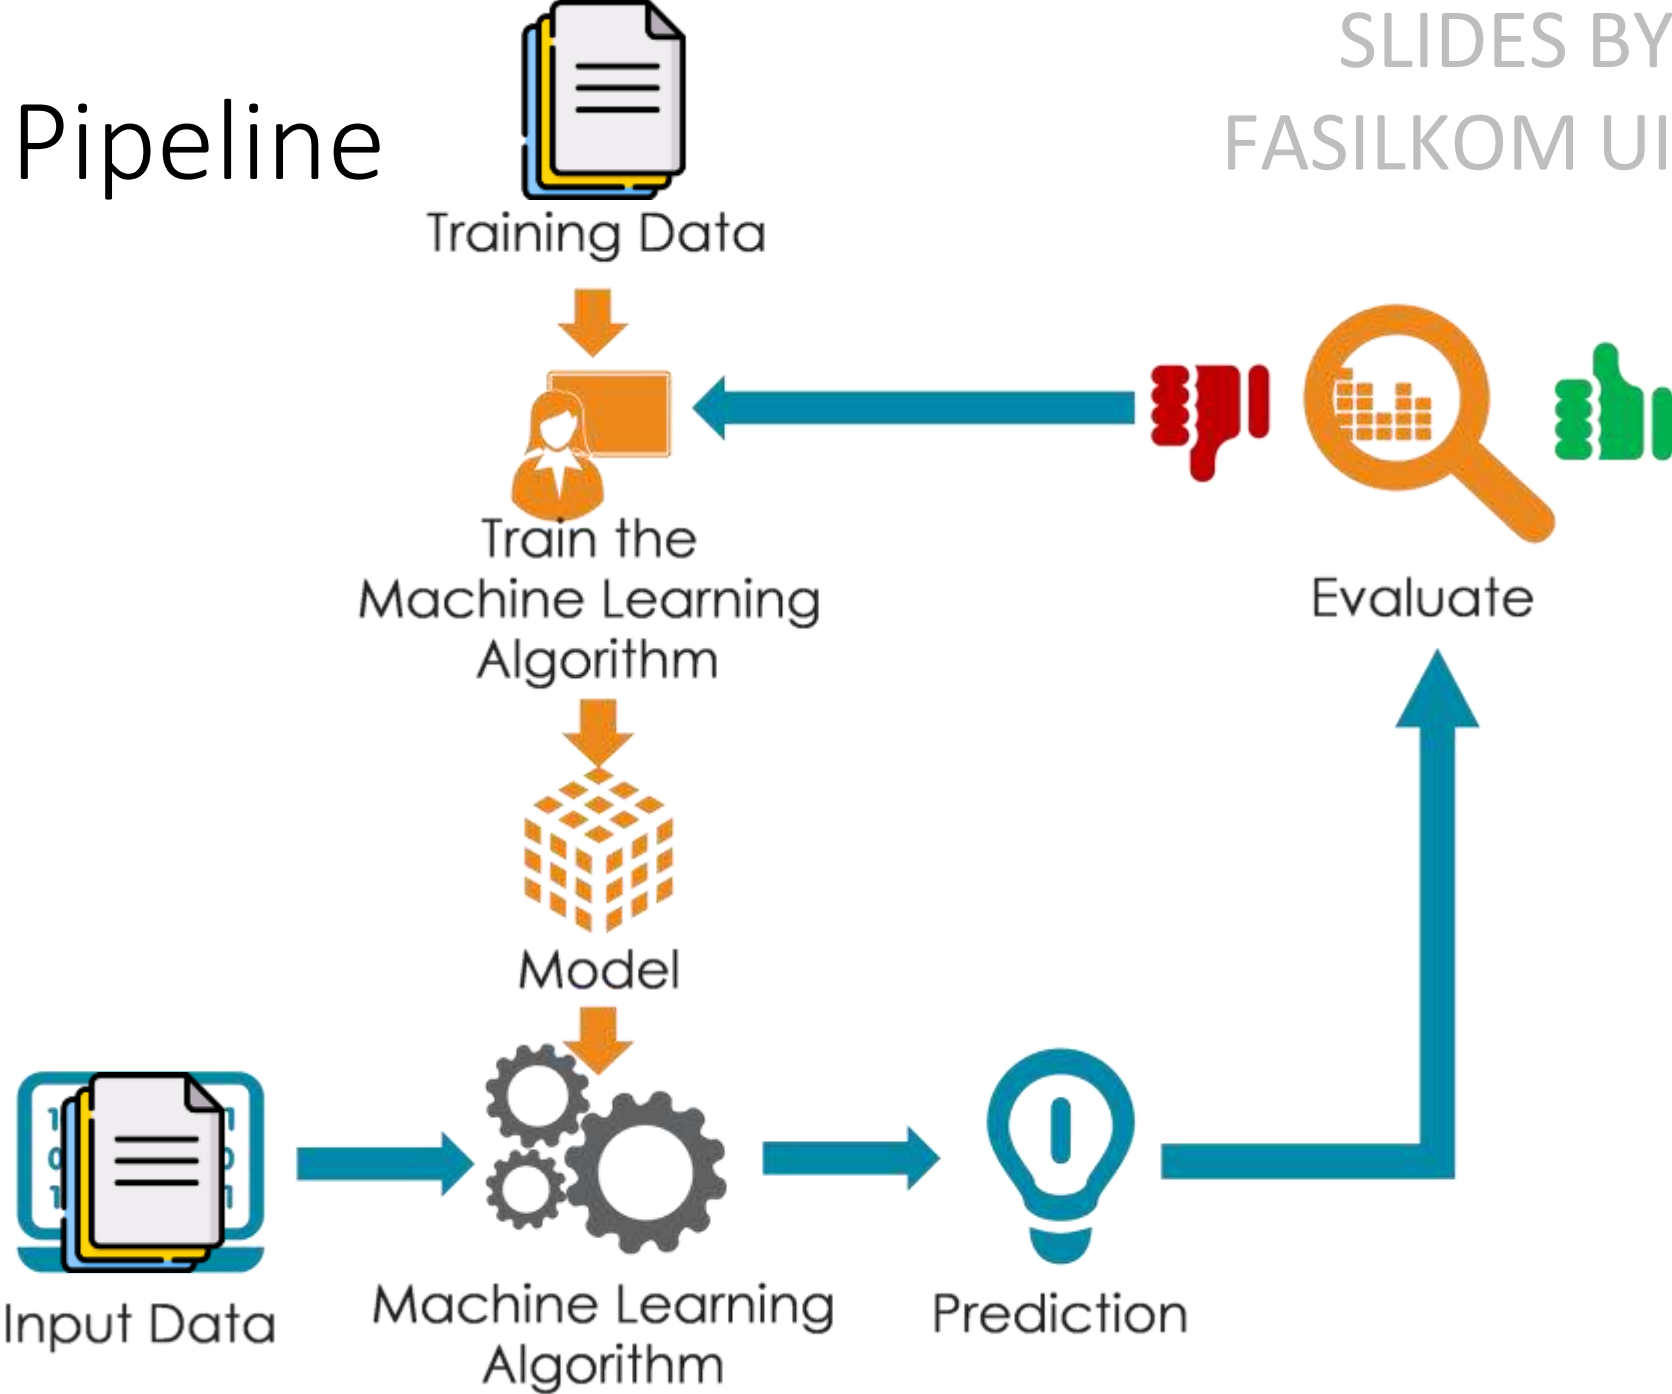 SLIDES BY
FASILKOM UI
Pipeline
Training Data
Train the
Machine Learning
Algorithm
Evaluate
Model
Input Data
Machine Learning
Algorithm
Prediction